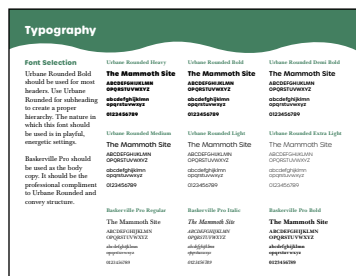 Typography
Font Selection
Urbane Rounded Bold
should be used for most
headers. Use Urbane
Rounded for subheading
to create a proper
hierarchy. The nature in
which this font should
be used is in playful,
energetic settings.
Baskerville Pro should
be used as the body
copy. It should be the
professional compliment
to Urbane Rounded and
convey structure.
Urbane Rounded Heavy
The Mammoth Site
ABCDEFGHIJKLMN
OPQRSTUVWXYZ
abcdefghijklmn
opqrstuvwxyz
0123456789
Urbane Rounded Bold
The Mammoth Site
ABCDEFGHIJKLMN
OPQRSTUVWXYZ
abcdefghijklmn
opqrstuvwxyz
0123456789
Urbane Rounded Demi Bold
The Mammoth Site
ABCDEFGHIJKLMN
OPQRSTUVWXYZ
abcdefghijklmn
opqrstuvwxyz
0123456789
Urbane Rounded Medium
The Mammoth Site
ABCDEFGHIJKLMN
OPQRSTUVWXYZ
abcdefghijklmn
opqrstuvwxyz
0123456789
Urbane Rounded Light
The Mammoth Site
ABCDEFGHIJKLMN
OPQRSTUVWXYZ
abcdefghijklmn
opqrstuvwxyz
0123456789
Urbane Rounded Extra Light
The Mammoth Site
ABCDEFGHIJKLMN
OPQRSTUVWXYZ
abcdefghijklmn
opqrstuvwxyz
0123456789
Baskerville Pro Regular
The Mammoth Site
ABCDEFGHIJKLMN
OPQRSTUVWXYZ
abcdefghijklmn
opqrstuvwxyz
0123456789
Baskerville Pro Italic
The Mammoth Site
ABCDEFGHIJKLMN
OPQRSTUVWXYZ
abcdefghijklmn
opqrstuvwxyz
0123456789
Baskerville Pro Bold
The Mammoth Site
ABCDEFGHIJKLMN
OPQRSTUVWXYZ
abcdefghijklmn
opqrstuvwxyz
0123456789